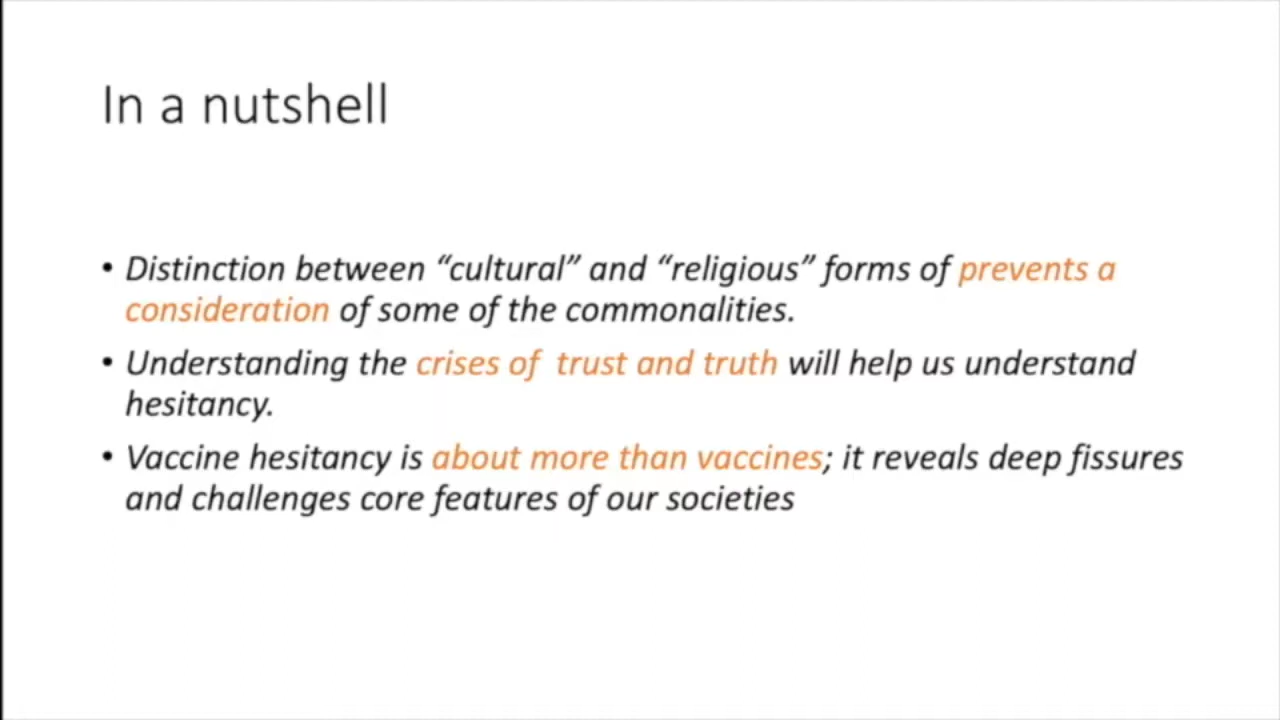 In a nutshell
• Distinction between “cultural” and “religious” forms of prevents a
consideration of some of the commonalities.
• Understanding the crises of  trust and truth will help us understand
hesitancy.
• Vaccine hesitancy is about more than vaccines; it reveals deep fissures
and challenges core features of our societies